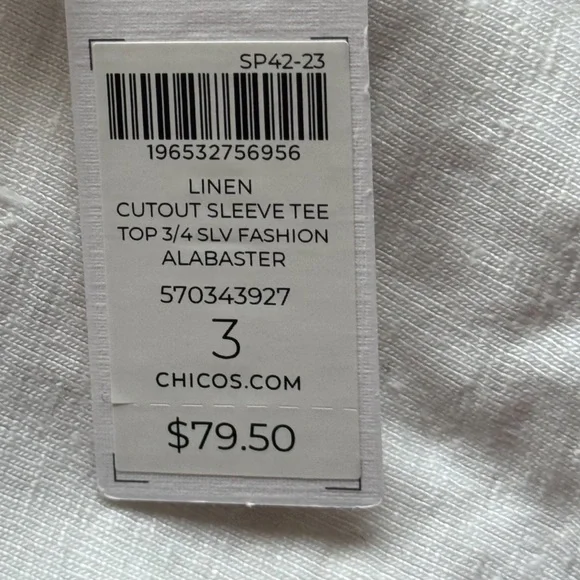 SP42-23
196532756956
LINEN
CUTOUT SLEEVE TEE
TOP 3/4 SLV FASHION
ALABASTER
570343927
3
CHICOS.COM
$79.50